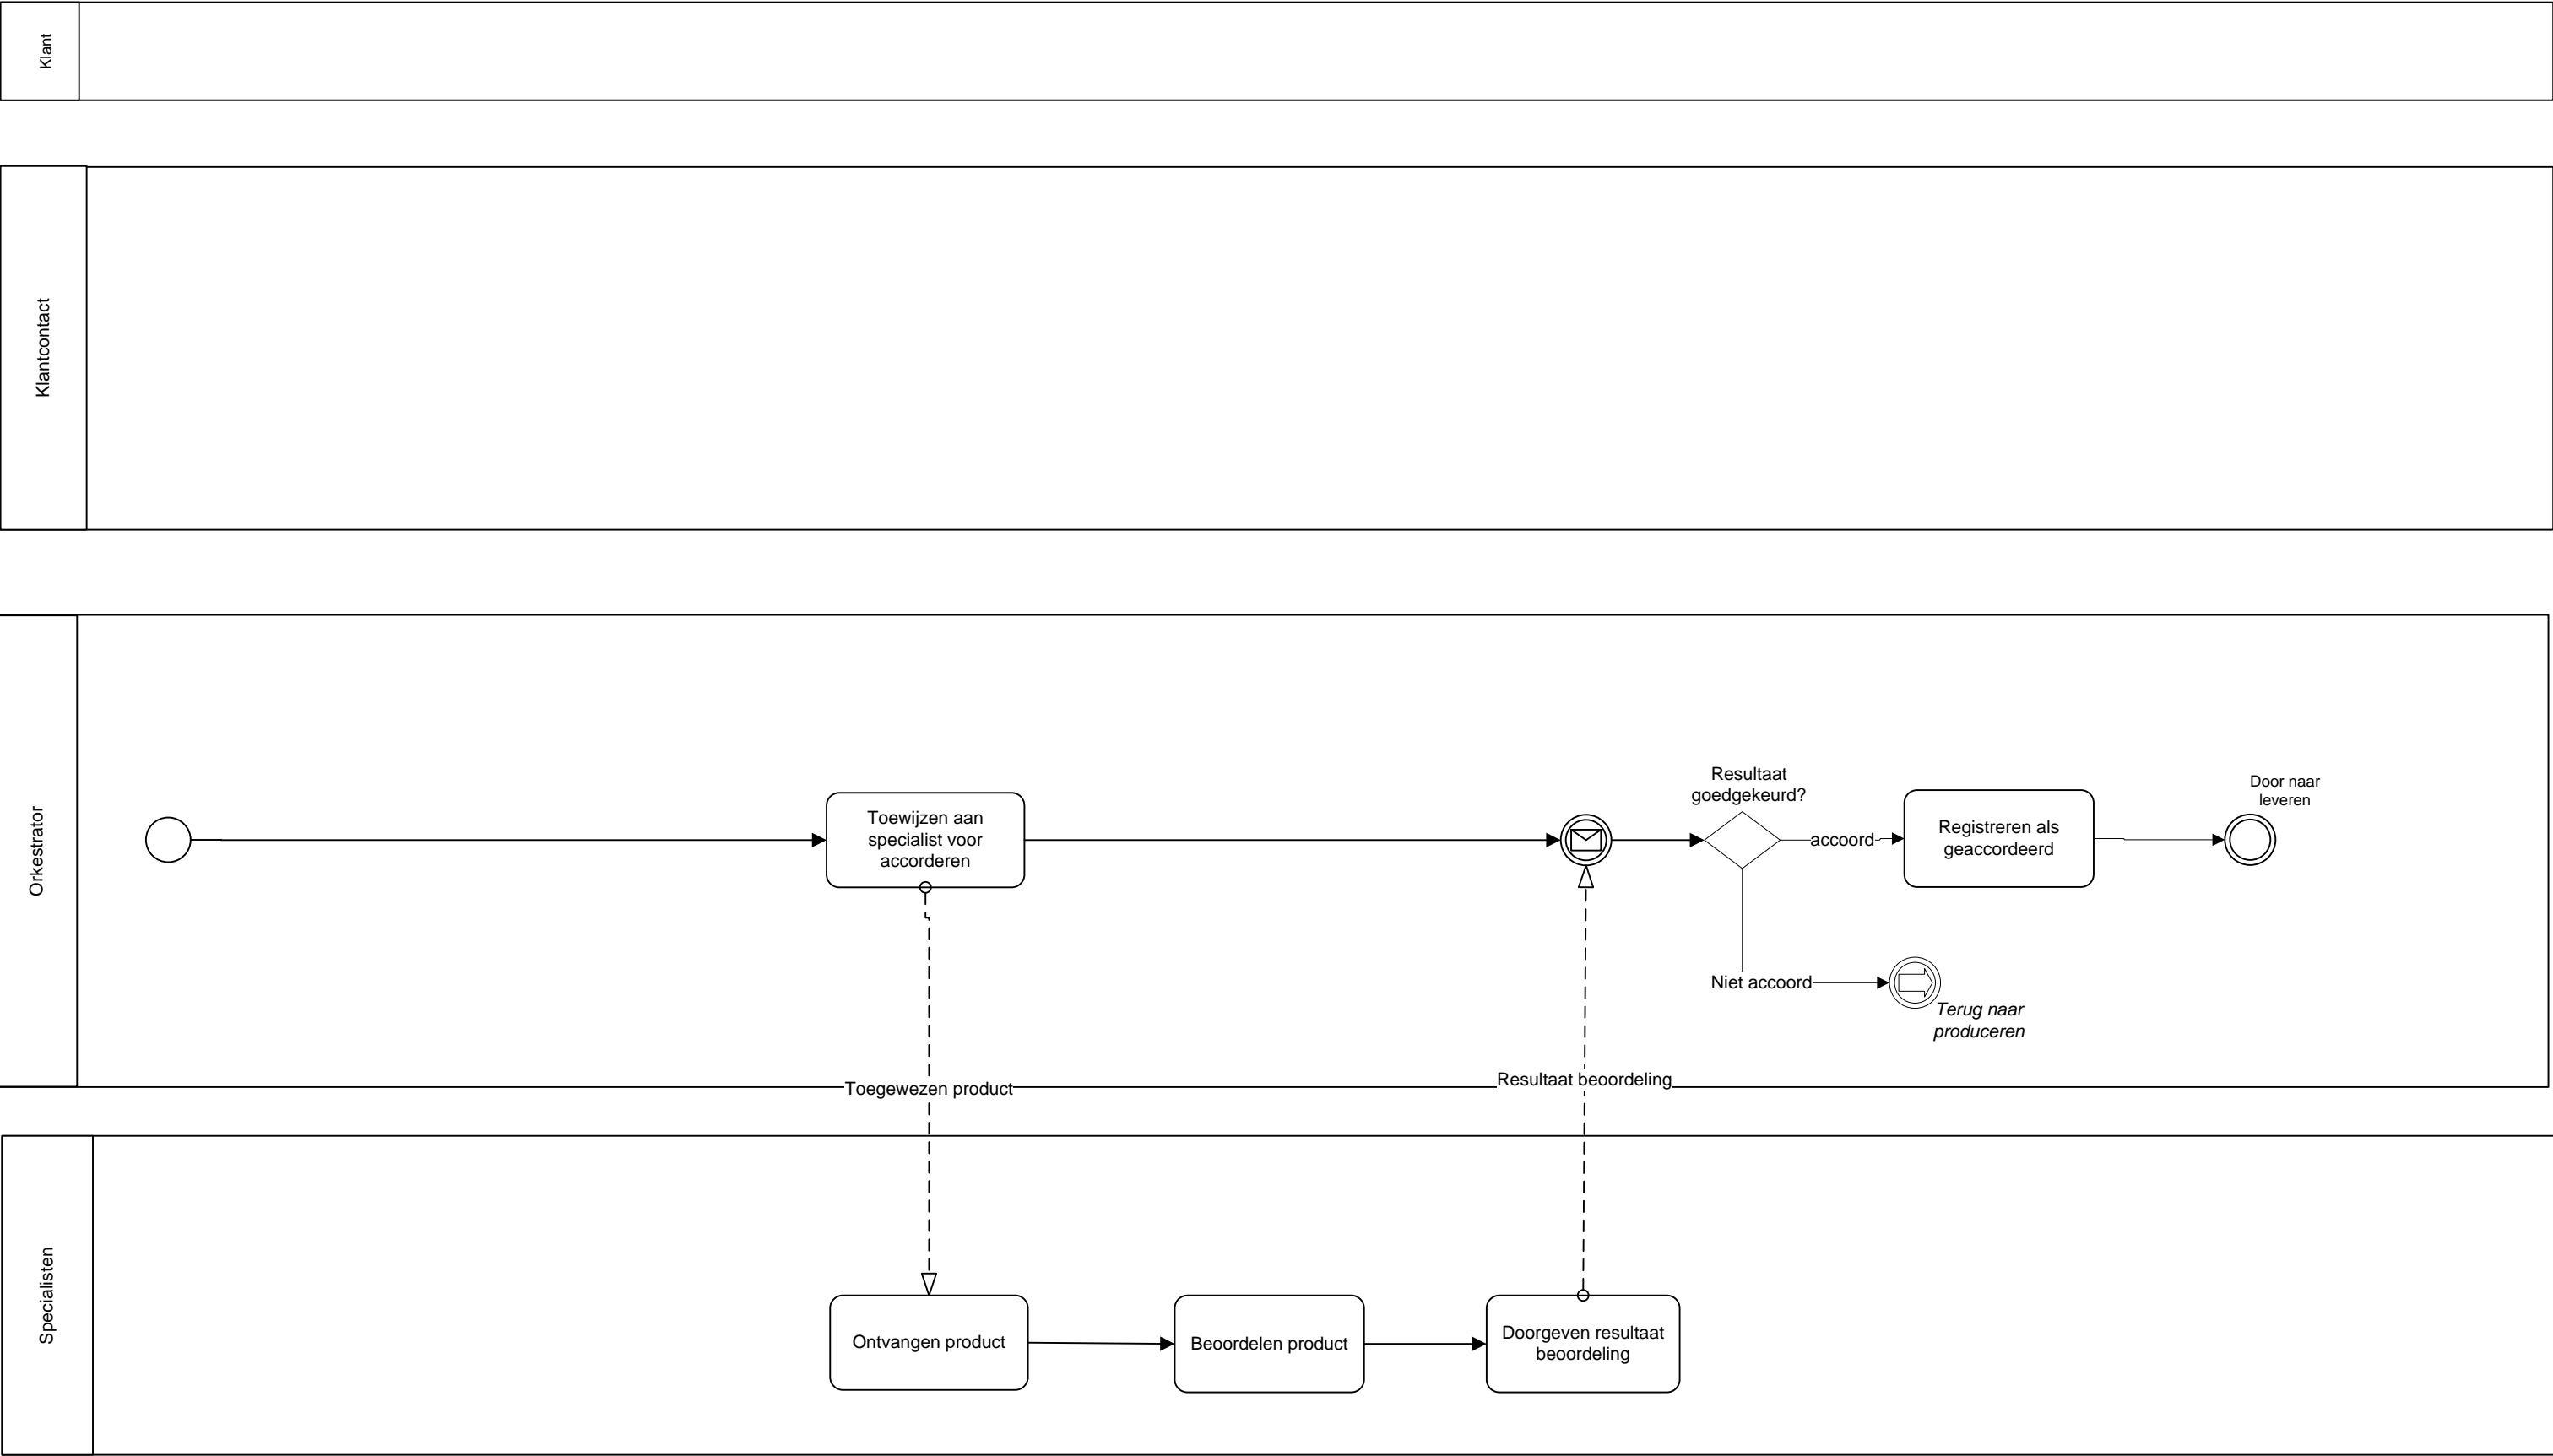 Klant
Klantcontact
Orkestrator
Toewijzen aan
specialist voor
accorderen
Resultaat
goedgekeurd?
accoord
Registreren als
geaccordeerd
Door naar
leveren
Niet accoord
Terug naar
produceren
Toegewezen product
Resultaat beoordeling
Specialisten
Ontvangen product
Beoordelen product
Doorgeven resultaat
beoordeling